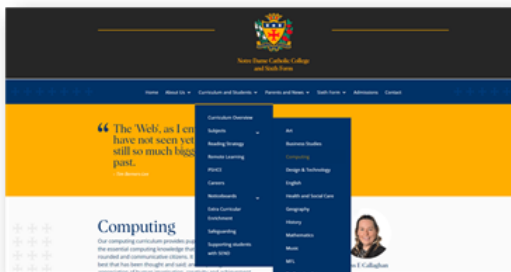 Notre Dame Catholic College
and Sixth Form
Home About Us Curriculum and Students Parents and News Sixth Form Admissions Contact
Curriculum Overview
Subjects
Reading Strategy
Remote Learning
PSHCE
Careers
Noticeboards
Extra Curricular
Enrichment
Safeguarding
Supporting students
with SEND
Art
Business Studies
Computing
Design & Technology
English
Health and Social Care
Geography
History
Mathematics
Music
MFL
“ The 'Web', as I en
have not seen yet
still so much bigg
past.
Computing
Our computing curriculum provides pup
the essential computing knowledge that
rounded and communicative citizens. It
best that has been thought and said; an
E Callaghan